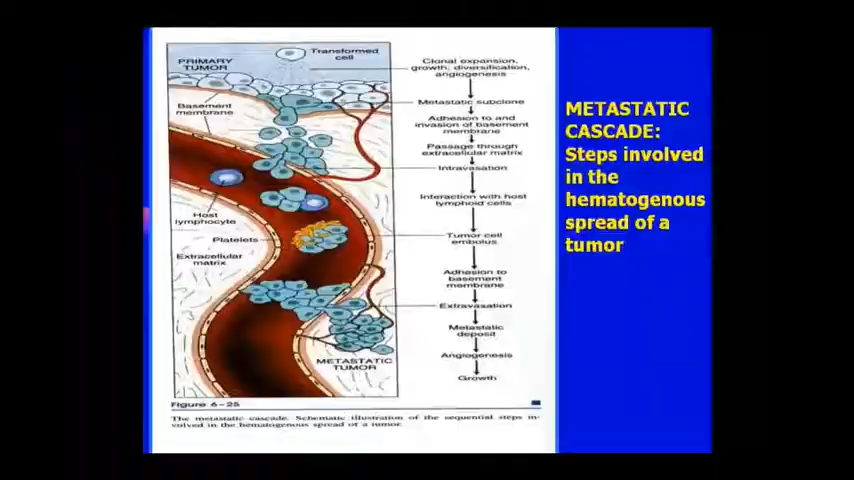 PRIMARY
TUMOR
Transformed
cell
Basement
membrane
Host
lymphocyte
Platelets
Extracellular
matrix
METASTATIC
TUMOR
Clonal expansion,
growth, diversification,
angiogenesis
Metastatic subclone
Adhesion to and
invasion of basement
membrane
Passage through
extracellular matrix
Intravasation
Interaction with host
lymphoid cells
Tumor cell
embolus
Adhesion to
basement
membrane
Extravasation
Metastatic
deposit
Angiogenesis
Growth
Figure 6-25
The metastatic cascade. Schematic illustration of the sequential steps in-
volved in the hematogenous spread of a tumor.
METASTATIC
CASCADE:
Steps involved
in the
hematogenous
spread of a
tumor